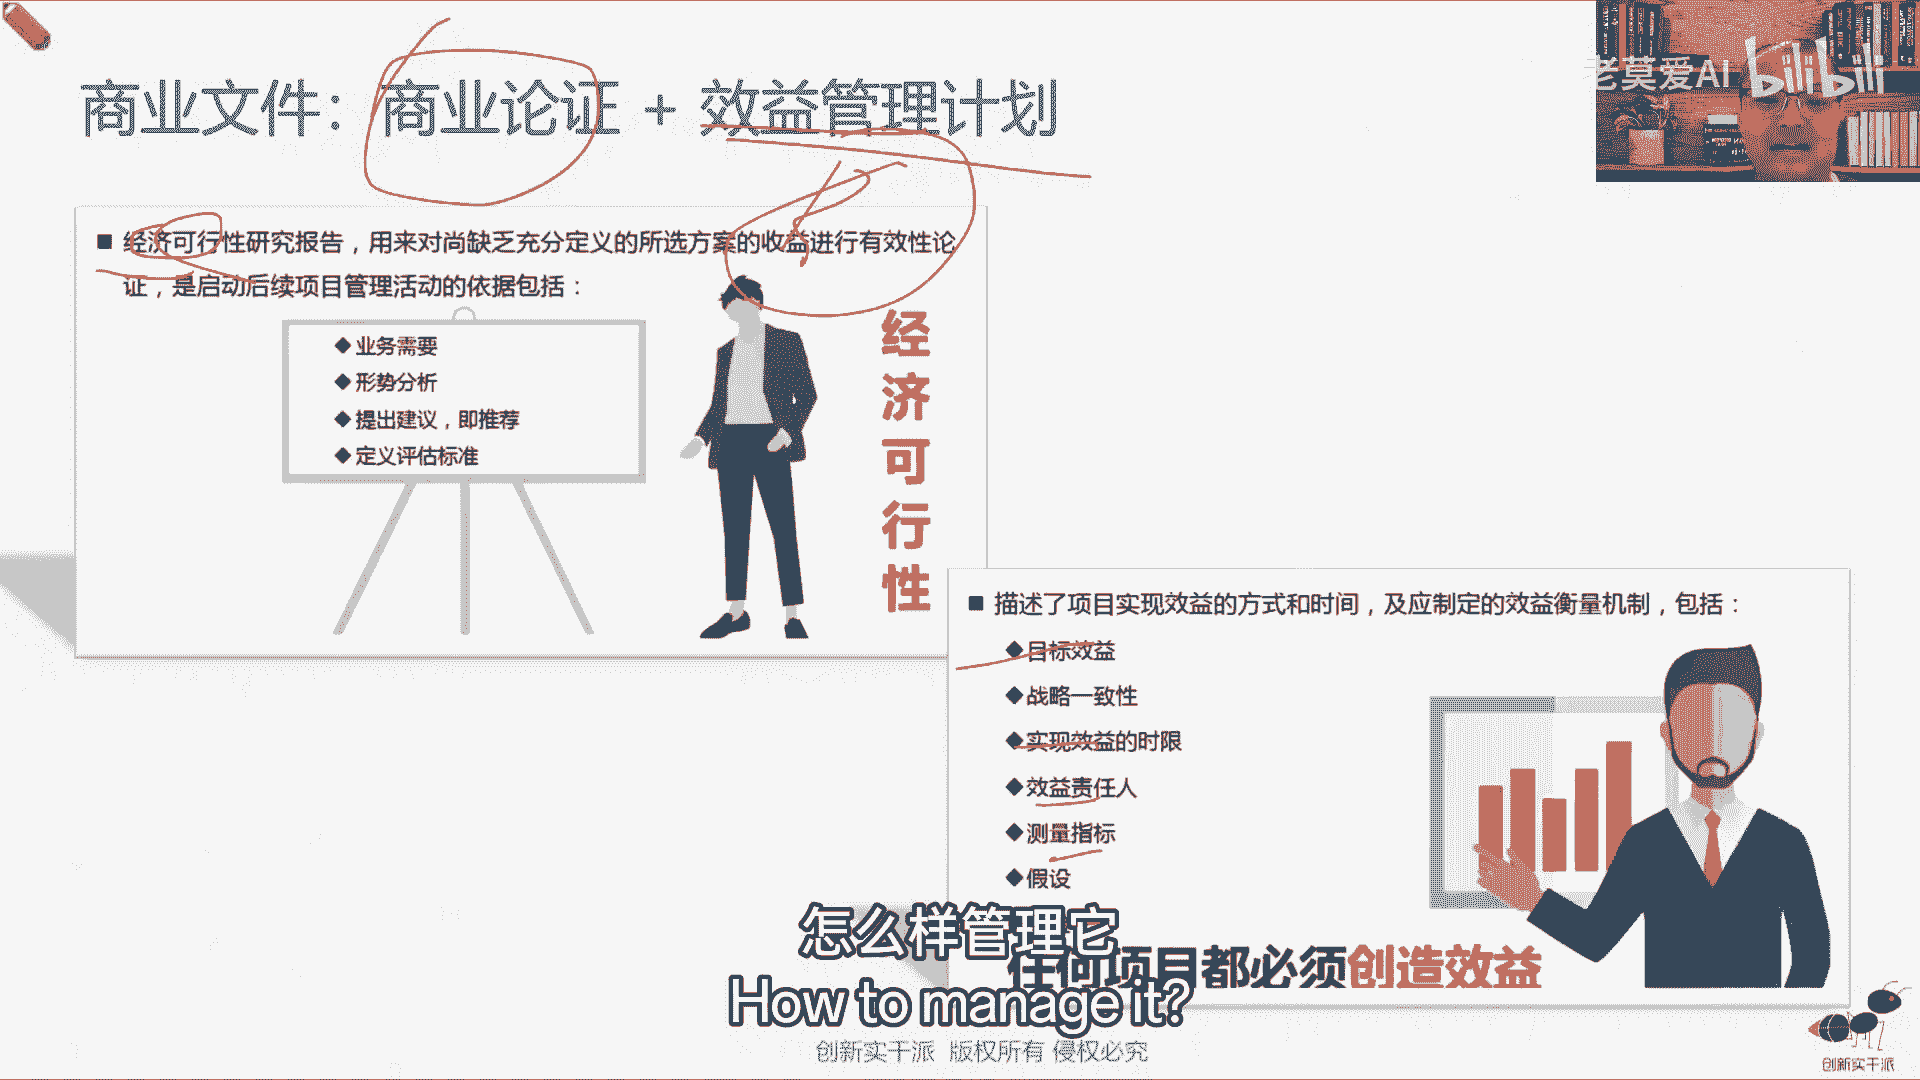 商业文件：商业论证 + 效益管理计划
老莫爱AI
bilibili
■ 经济可行性研究报告，用来对尚缺乏充分定义的所选方案的收益进行有效性论
证，是启动后续项目管理活动的依据包括：
◆业务需要
◆形势分析
◆提出建议，即推荐
◆定义评估标准
经济可行性
■ 描述了项目实现效益的方式和时间，及应制定的效益衡量机制，包括：
◆目标效益
◆战略一致性
◆实现效益的时限
◆效益责任人
◆测量指标
◆假设
任何项目都必须创造效益
怎么样管理它
How to manage it?
创新实干派 版权所有 侵权必究
创新实干派